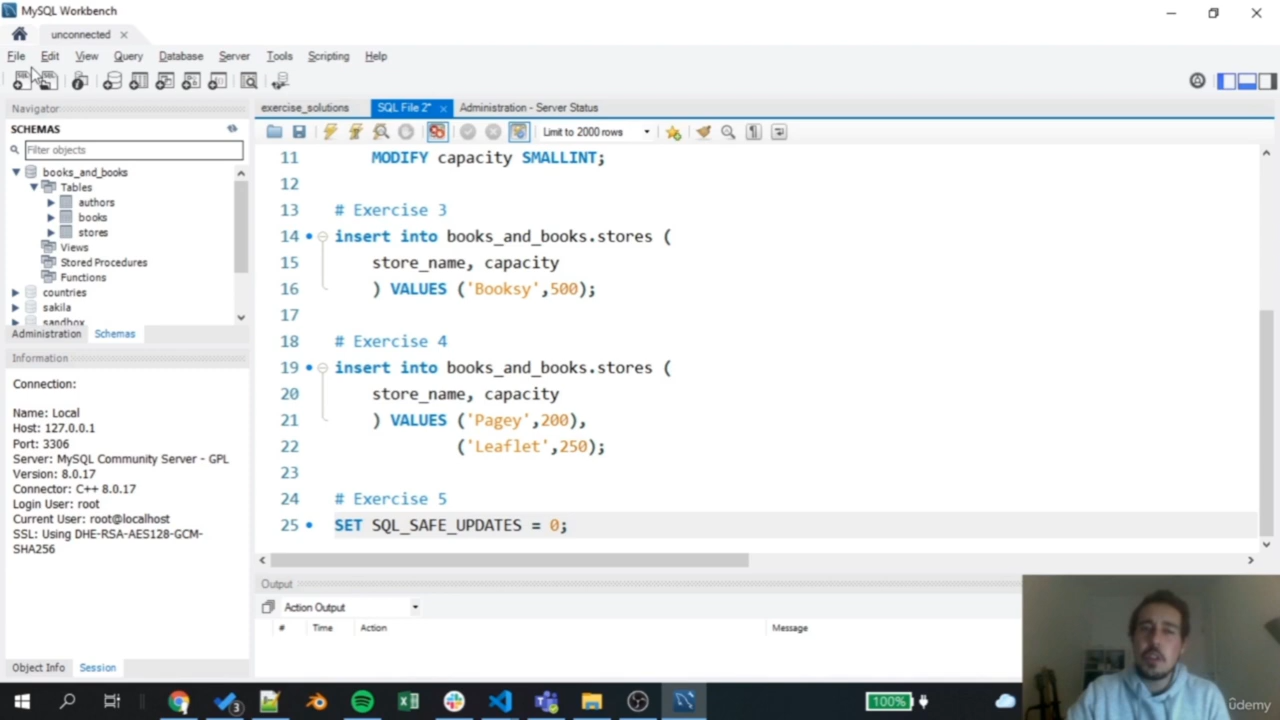 MySQL Workbench
unconnected
File Edit View Query Database Server Tools Scripting Help
Navigator
SCHEMAS
Filter objects
books_and_books
Tables
authors
books
stores
Views
Stored Procedures
Functions
countries
sakila
sandbox
Administration Schemas
Information
Connection:
Name: Local
Host: 127.0.0.1
Port: 3306
Server: MySQL Community Server - GPL
Version: 8.0.17
Connector: C++ 8.0.17
Login User: root
Current User: root@localhost
SSL: Using DHE-RSA-AES128-GCM-
SHA256
Object Info Session
exercise_solutions SQL File 2* Administration - Server Status
Limit to 2000 rows
11 MODIFY capacity SMALLINT;
12
13 # Exercise 3
14 insert into books_and_books.stores (
15 store_name, capacity
16 ) VALUES ('Booksy',500);
17
18 # Exercise 4
19 insert into books_and_books.stores (
20 store_name, capacity
21 ) VALUES ('Pagey',200),
22 ('Leaflet',250);
23
24 # Exercise 5
25 SET SQL_SAFE_UPDATES = 0;
Output
Action Output
# Time Action Message
3
100%
ûdemy